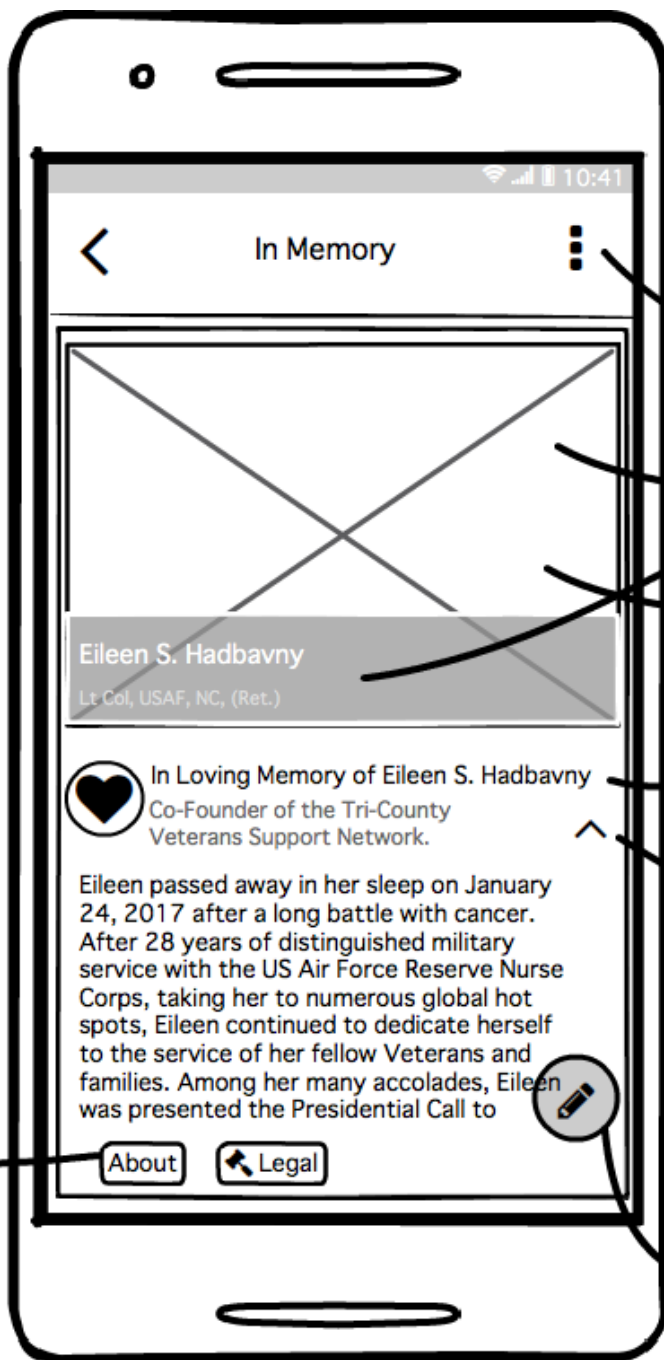 10:41
In Memory
Eileen S. Hadbavny
Lt Col, USAF, NC, (Ret.)
In Loving Memory of Eileen S. Hadbavny
Co-Founder of the Tri-County
Veterans Support Network.
Eileen passed away in her sleep on January
24, 2017 after a long battle with cancer.
After 28 years of distinguished military
service with the US Air Force Reserve Nurse
Corps, taking her to numerous global hot
spots, Eileen continued to dedicate herself
to the service of her fellow Veterans and
families. Among her many accolades, Eileen
was presented the Presidential Call to
About Legal